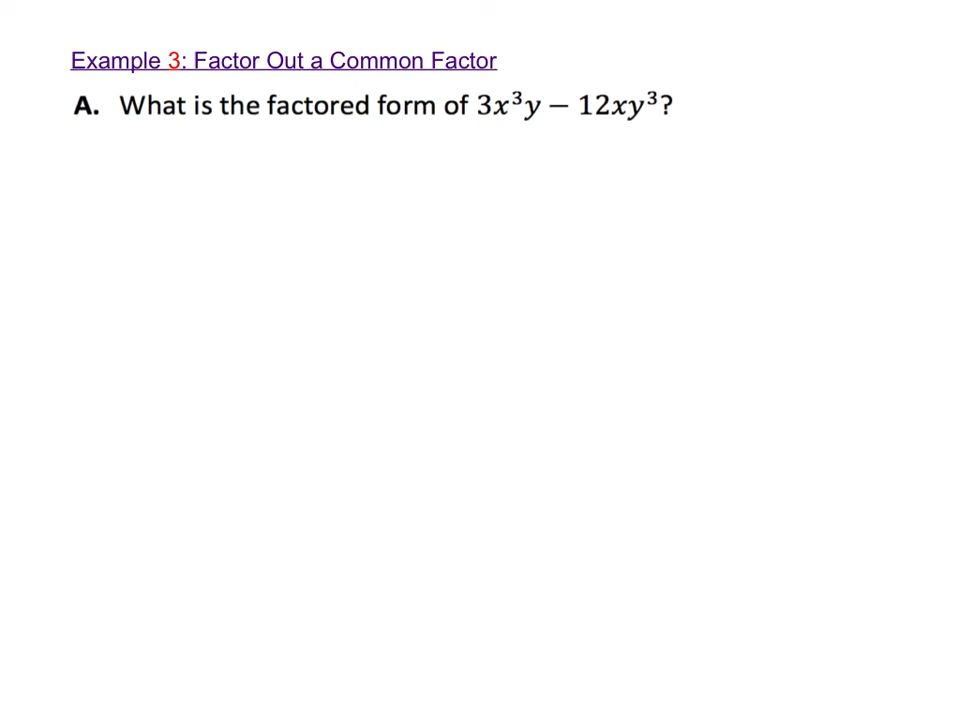 Example 3: Factor Out a Common Factor
A. What is the factored form of 3x³y − 12xy³?